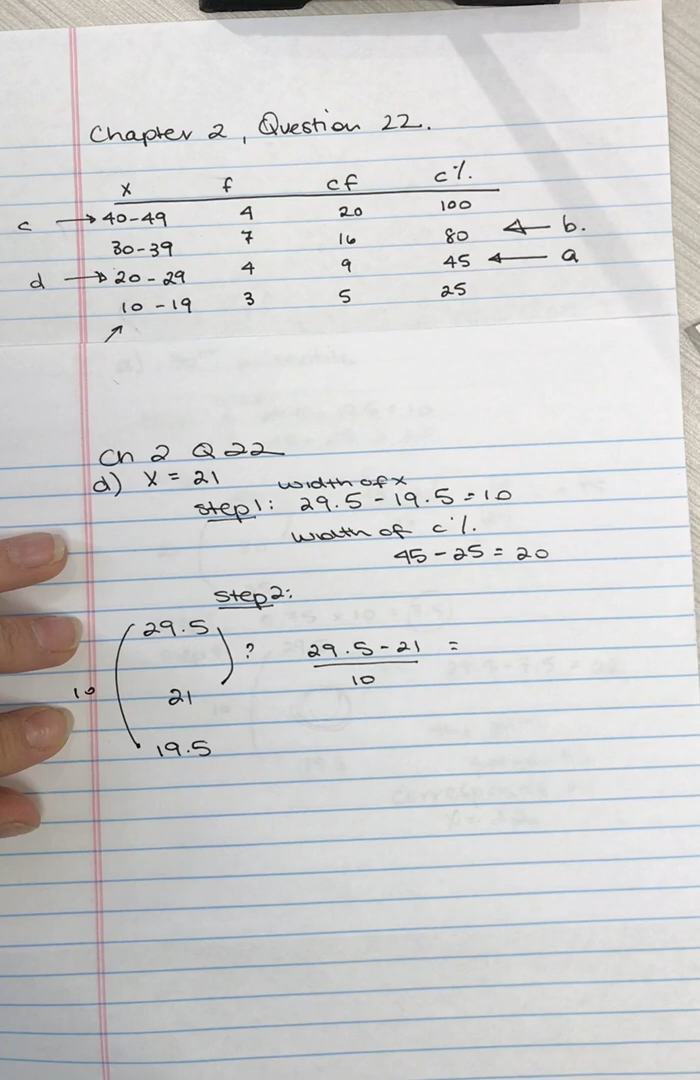 Chapter 2, Question 22.
x f cf c%
c → 40-49 4 20 100
30-39 7 16 80 ← b.
d → 20-29 4 9 45 ← a
10-19 3 5 25
Ch 2 Q 22
d) X = 21
width of x
Step 1: 29.5 - 19.5 = 10
width of c%
45 - 25 = 20
Step 2:
29.5
? 29.5 - 21 =
10
10
21
19.5